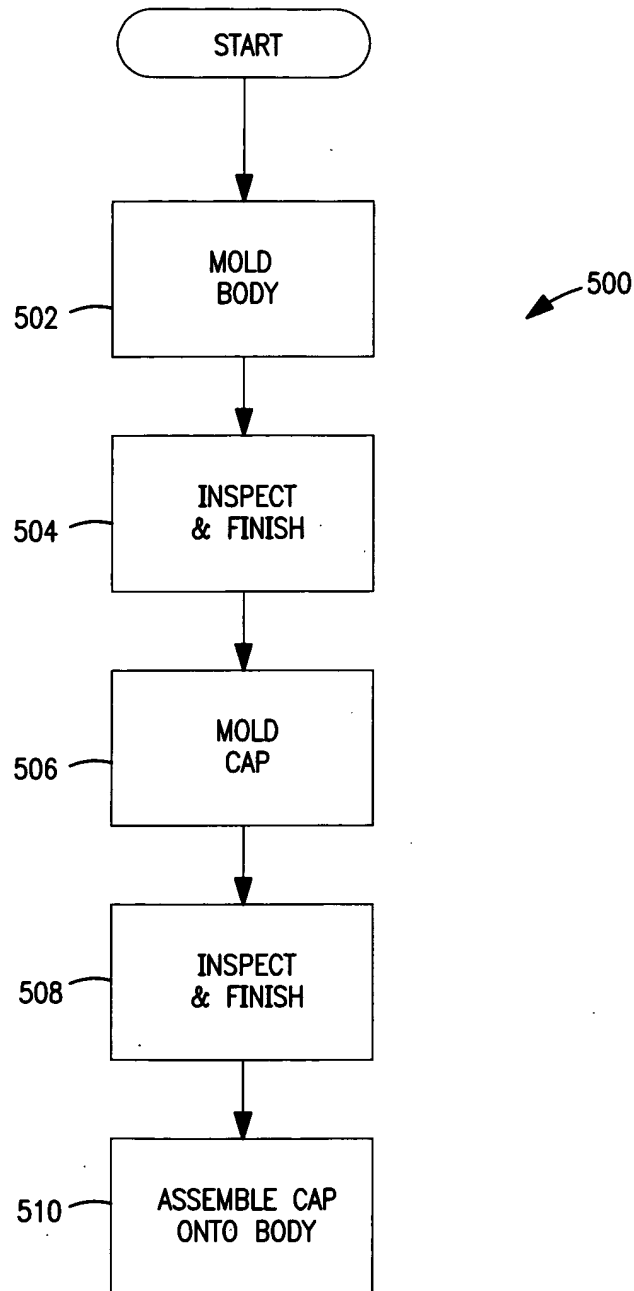 START
MOLD
BODY
502
500
INSPECT
& FINISH
504
MOLD
CAP
506
INSPECT
& FINISH
508
ASSEMBLE CAP
ONTO BODY
510